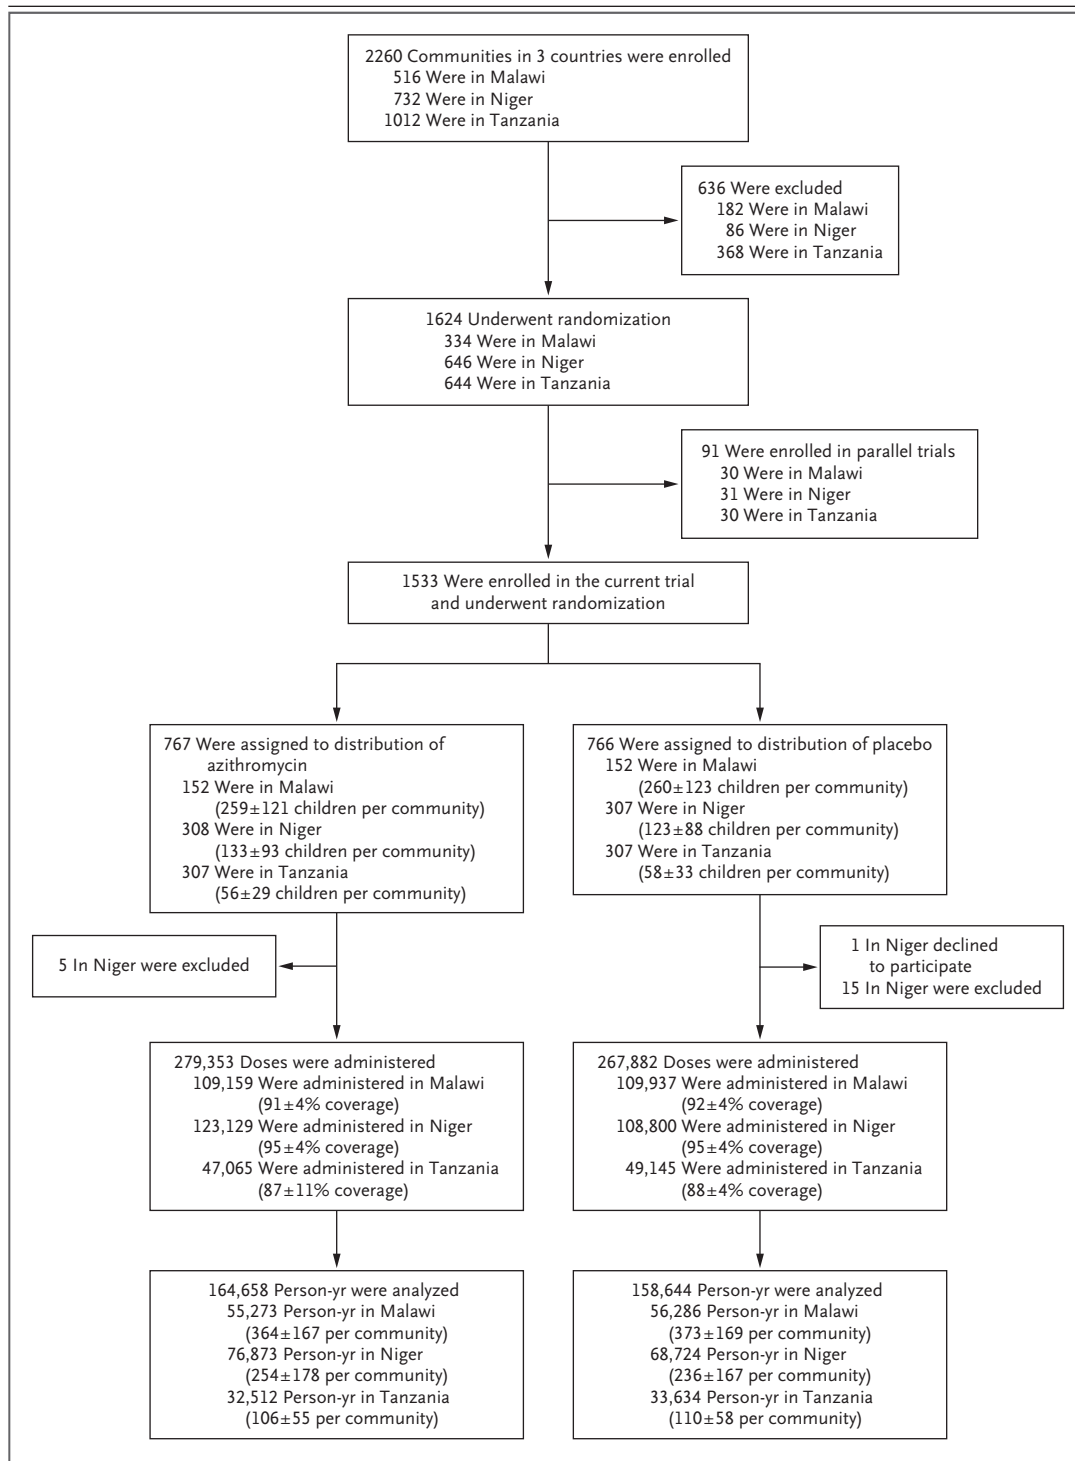 2260 Communities in 3 countries were enrolled
516 Were in Malawi
732 Were in Niger
1012 Were in Tanzania
636 Were excluded
182 Were in Malawi
86 Were in Niger
368 Were in Tanzania
1624 Underwent randomization
334 Were in Malawi
646 Were in Niger
644 Were in Tanzania
91 Were enrolled in parallel trials
30 Were in Malawi
31 Were in Niger
30 Were in Tanzania
1533 Were enrolled in the current trial
and underwent randomization
767 Were assigned to distribution of
azithromycin
152 Were in Malawi
(259±121 children per community)
308 Were in Niger
(133±93 children per community)
307 Were in Tanzania
(56±29 children per community)
766 Were assigned to distribution of placebo
152 Were in Malawi
(260±123 children per community)
307 Were in Niger
(123±88 children per community)
307 Were in Tanzania
(58±33 children per community)
5 In Niger were excluded
1 In Niger declined
to participate
15 In Niger were excluded
279,353 Doses were administered
109,159 Were administered in Malawi
(91±4% coverage)
123,129 Were administered in Niger
(95±4% coverage)
47,065 Were administered in Tanzania
(87±11% coverage)
267,882 Doses were administered
109,937 Were administered in Malawi
(92±4% coverage)
108,800 Were administered in Niger
(95±4% coverage)
49,145 Were administered in Tanzania
(88±4% coverage)
164,658 Person-yr were analyzed
55,273 Person-yr in Malawi
(364±167 per community)
76,873 Person-yr in Niger
(254±178 per community)
32,512 Person-yr in Tanzania
(106±55 per community)
158,644 Person-yr were analyzed
56,286 Person-yr in Malawi
(373±169 per community)
68,724 Person-yr in Niger
(236±167 per community)
33,634 Person-yr in Tanzania
(110±58 per community)